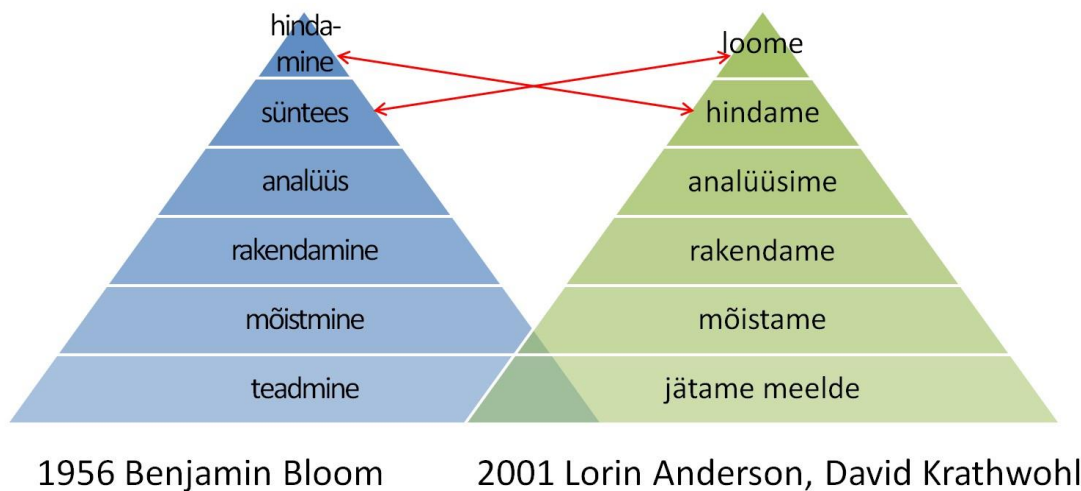 hinda-
mine
süntees
analüüs
rakendamine
mõistmine
teadmine
1956 Benjamin Bloom
loome
hindame
analüüsime
rakendame
mõistame
jätame meelde
2001 Lorin Anderson, David Krathwohl